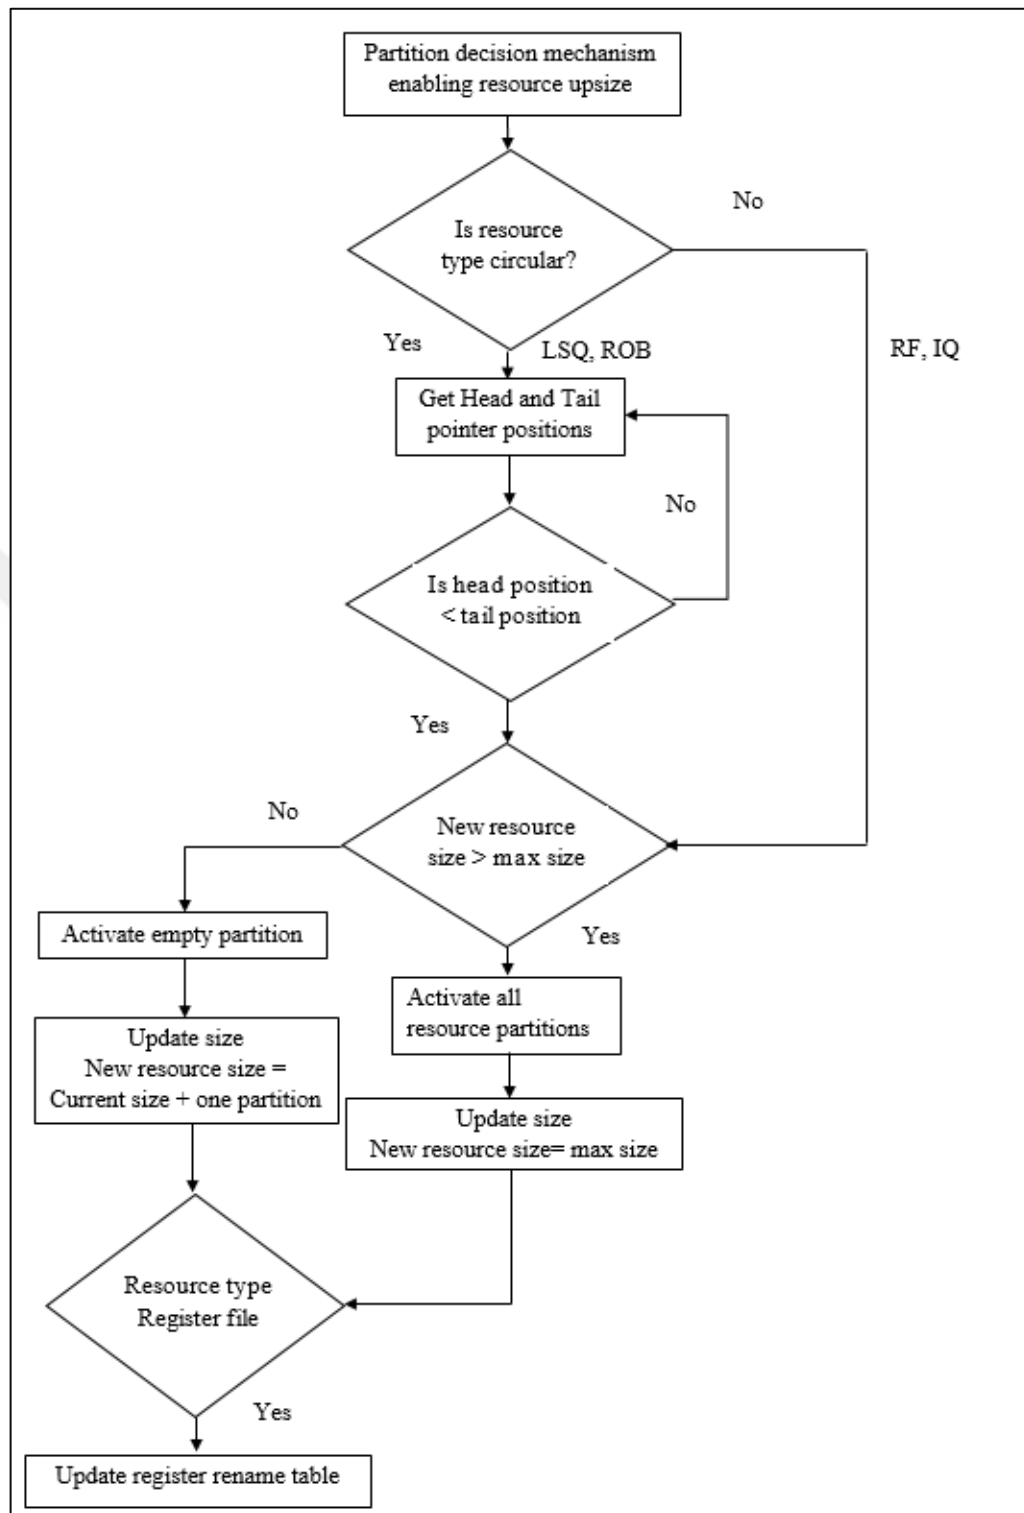 Partition decision mechanism
enabling resource upsize
No
Is resource
type circular?
Yes
LSQ, ROB
RF, IQ
Get Head and Tail
pointer positions
No
Is head position
< tail position
Yes
No
New resource
size > max size
Activate empty partition
Yes
Activate all
resource partitions
Update size
New resource size =
Current size + one partition
Update size
New resource size= max size
Resource type
Register file
Yes
Update register rename table